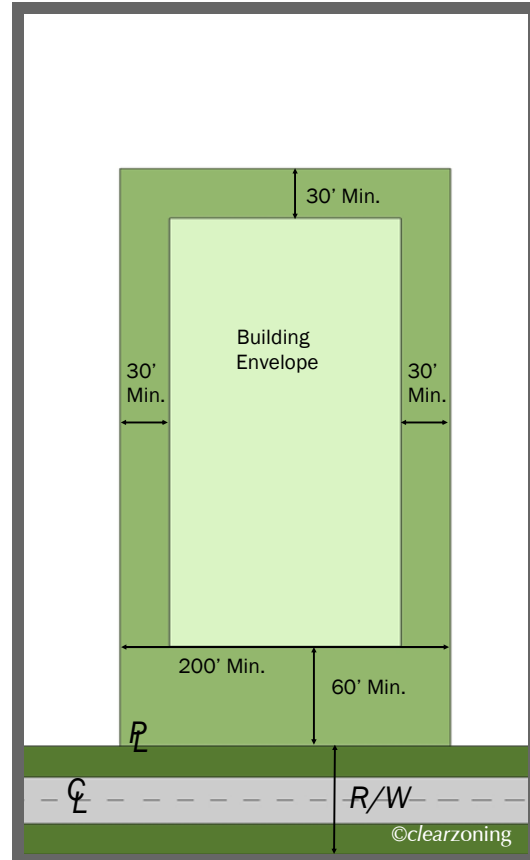 30’ Min.
Building
Envelope
30’
Min.
30’
Min.
200’ Min.
60’ Min.
PL
CL
R/W
©clearzoning